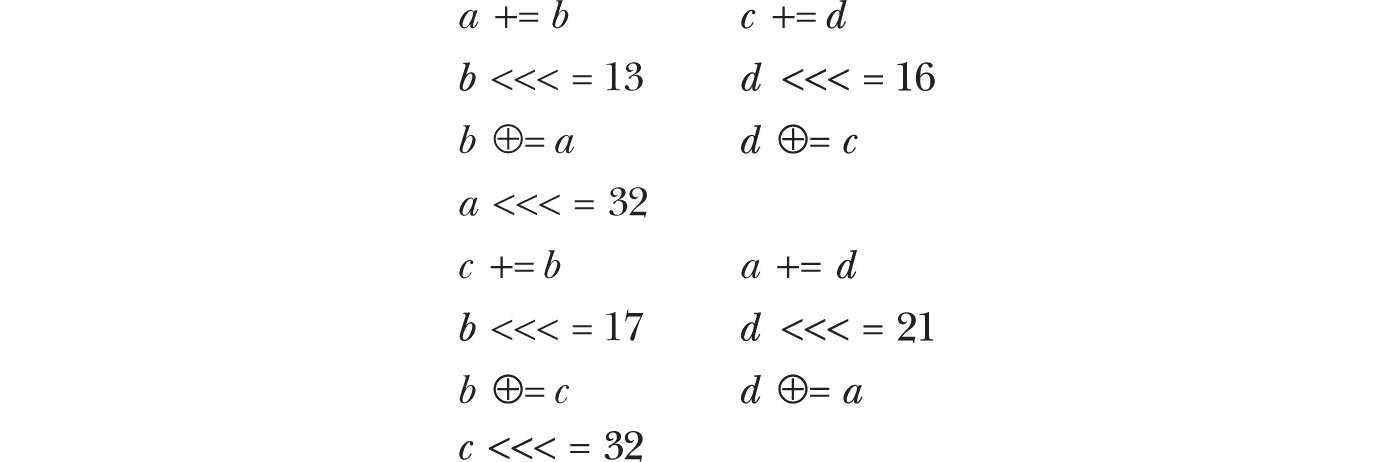 a += b c += d
b <<< = 13 d <<< = 16
b ⊕= a d ⊕= c
a <<< = 32
c += b a += d
b <<< = 17 d <<< = 21
b ⊕= c d ⊕= a
c <<< = 32